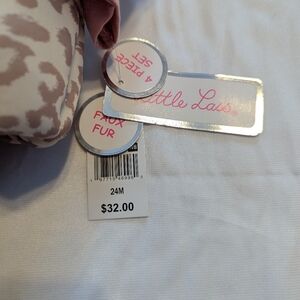 4 PIECE
SET
Little Lass
FAUX
FUR
24M
$32.00